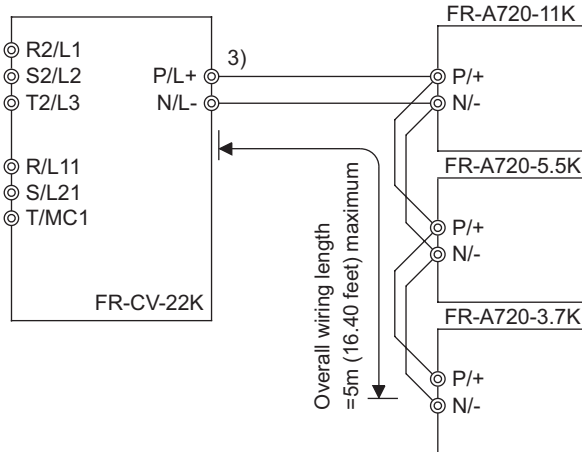 FR-A720-11K
R2/L1
S2/L2
T2/L3
P/L+
N/L-
3)
P/+
N/-
R/L11
S/L21
T/MC1
FR-CV-22K
Overall wiring length
=5m (16.40 feet) maximum
FR-A720-5.5K
P/+
N/-
FR-A720-3.7K
P/+
N/-